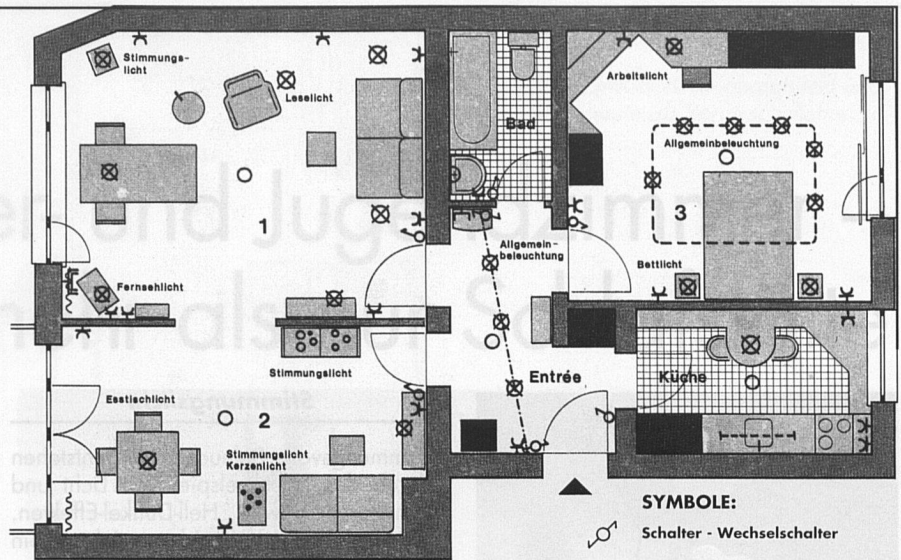 Stimmungs-
licht
Leselicht
Bad
Arbeitslicht
Allgemeinbeleuchtung
1
3
Allgemein-
beleuchtung
Bettlicht
Fernsehlicht
Stimmungslicht
Entrée
Küche
Esstischlicht
2
Stimmungslicht
Kerzenlicht
SYMBOLE:
Schalter - Wechselschalter